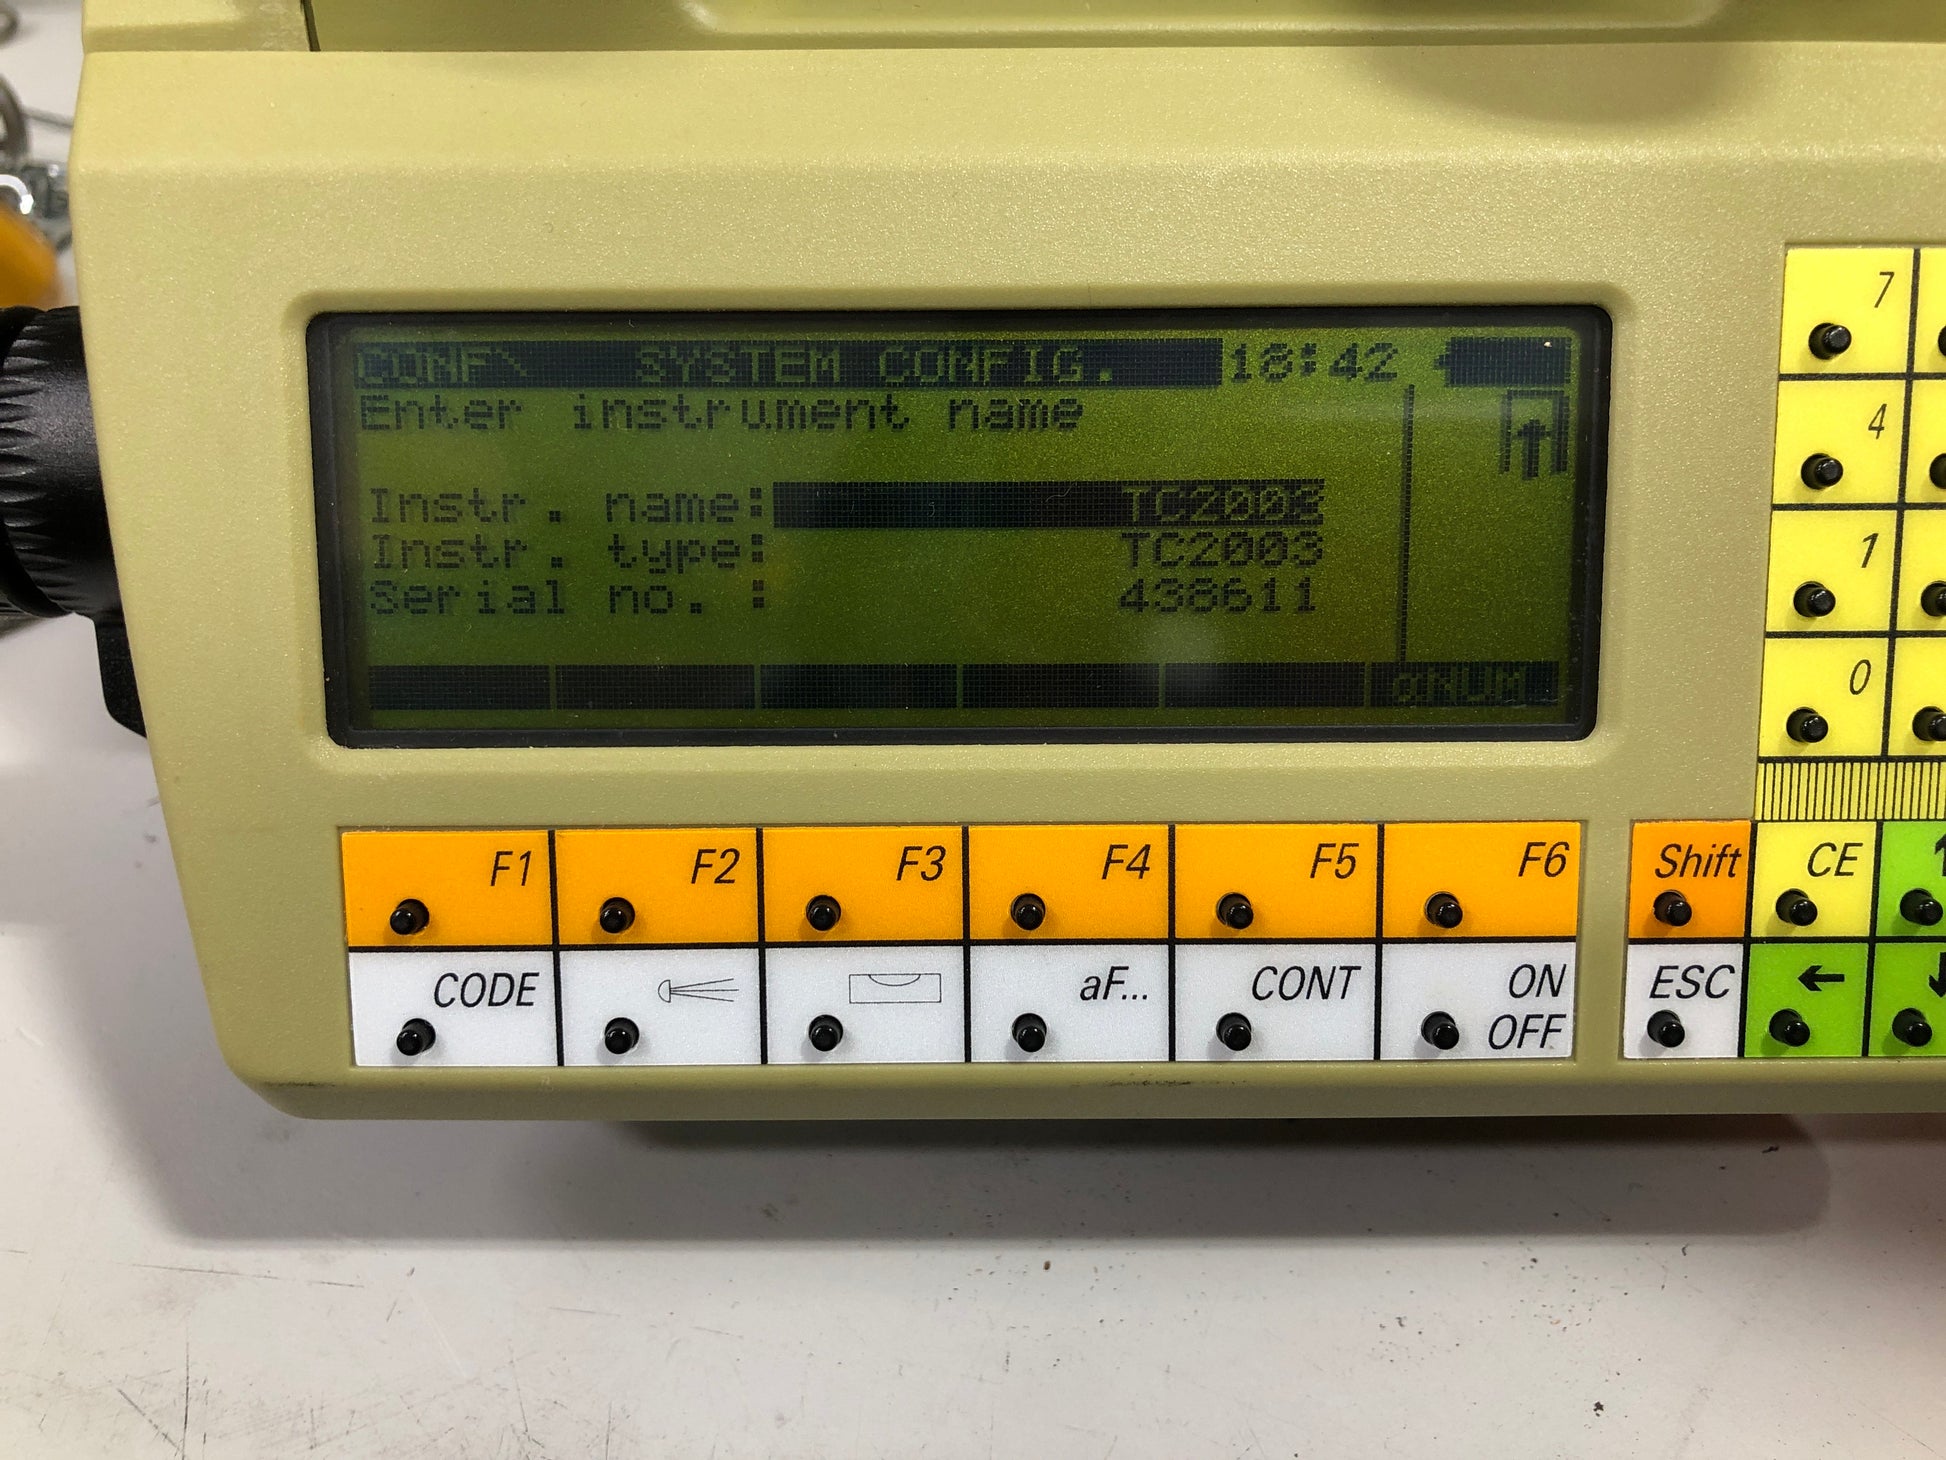 CONF\ SYSTEM CONFIG. 18:42
Enter instrument name
Instr. name: TC2003
Instr. type: TC2003
Serial no. : 438611
αNUM
7
4
1
0
F1 F2 F3 F4 F5 F6 Shift CE
CODE aF... CONT ON OFF ESC